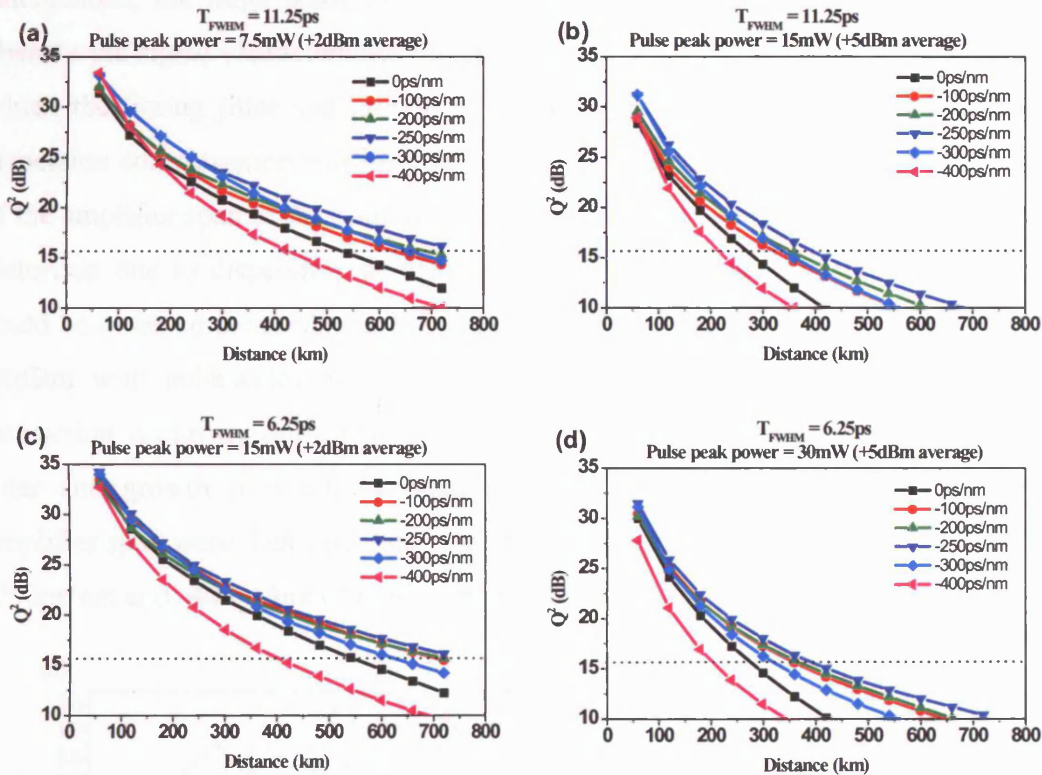 (a)
T_FWHM = 11.25ps
Pulse peak power = 7.5mW (+2dBm average)
Q² (dB)
35
30
25
20
15
10
0ps/nm
-100ps/nm
-200ps/nm
-250ps/nm
-300ps/nm
-400ps/nm
0 100 200 300 400 500 600 700 800
Distance (km)
(b)
T_FWHM = 11.25ps
Pulse peak power = 15mW (+5dBm average)
Q² (dB)
35
30
25
20
15
10
0ps/nm
-100ps/nm
-200ps/nm
-250ps/nm
-300ps/nm
-400ps/nm
0 100 200 300 400 500 600 700 800
Distance (km)
(c)
T_FWHM = 6.25ps
Pulse peak power = 15mW (+2dBm average)
Q² (dB)
35
30
25
20
15
10
0ps/nm
-100ps/nm
-200ps/nm
-250ps/nm
-300ps/nm
-400ps/nm
0 100 200 300 400 500 600 700 800
Distance (km)
(d)
T_FWHM = 6.25ps
Pulse peak power = 30mW (+5dBm average)
Q² (dB)
35
30
25
20
15
10
0ps/nm
-100ps/nm
-200ps/nm
-250ps/nm
-300ps/nm
-400ps/nm
0 100 200 300 400 500 600 700 800
Distance (km)